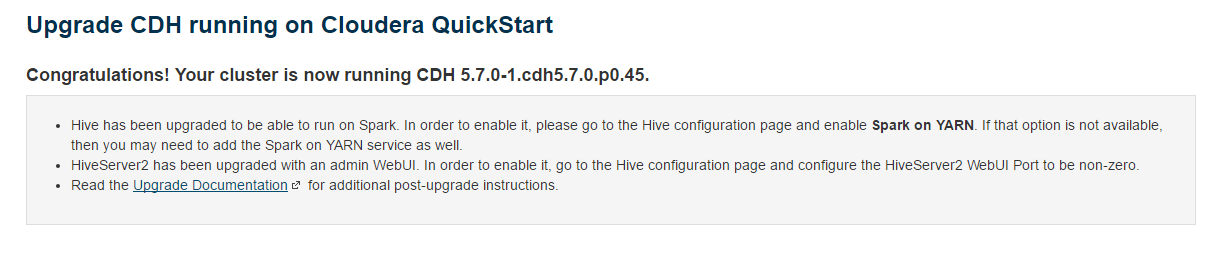 Upgrade CDH running on Cloudera QuickStart
Congratulations! Your cluster is now running CDH 5.7.0-1.cdh5.7.0.p0.45.
• Hive has been upgraded to be able to run on Spark. In order to enable it, please go to the Hive configuration page and enable Spark on YARN. If that option is not available,
then you may need to add the Spark on YARN service as well.
• HiveServer2 has been upgraded with an admin WebUI. In order to enable it, go to the Hive configuration page and configure the HiveServer2 WebUI Port to be non-zero.
• Read the Upgrade Documentation for additional post-upgrade instructions.